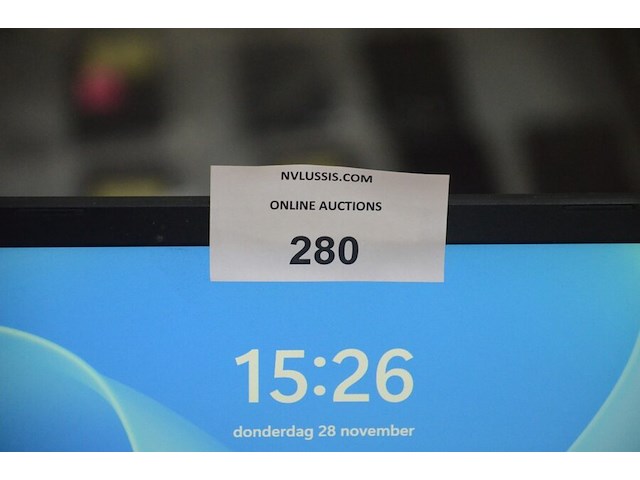 NVLUSSIS.COM
ONLINE AUCTIONS
280
15:26
donderdag 28 november